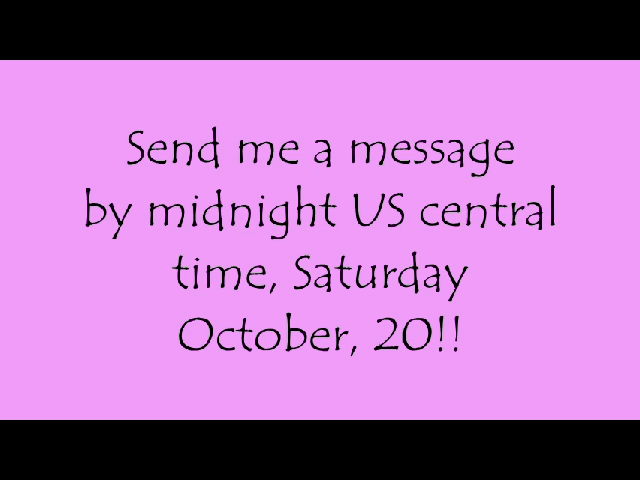 Send me a message
by midnight US central
time, Saturday
October, 20!!